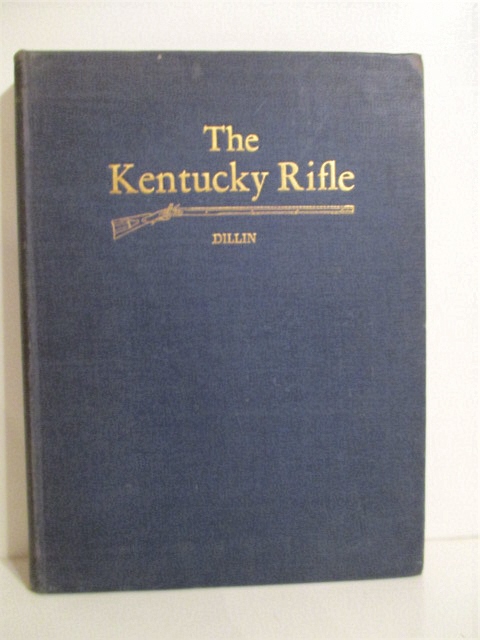 The
Kentucky Rifle
DILLIN